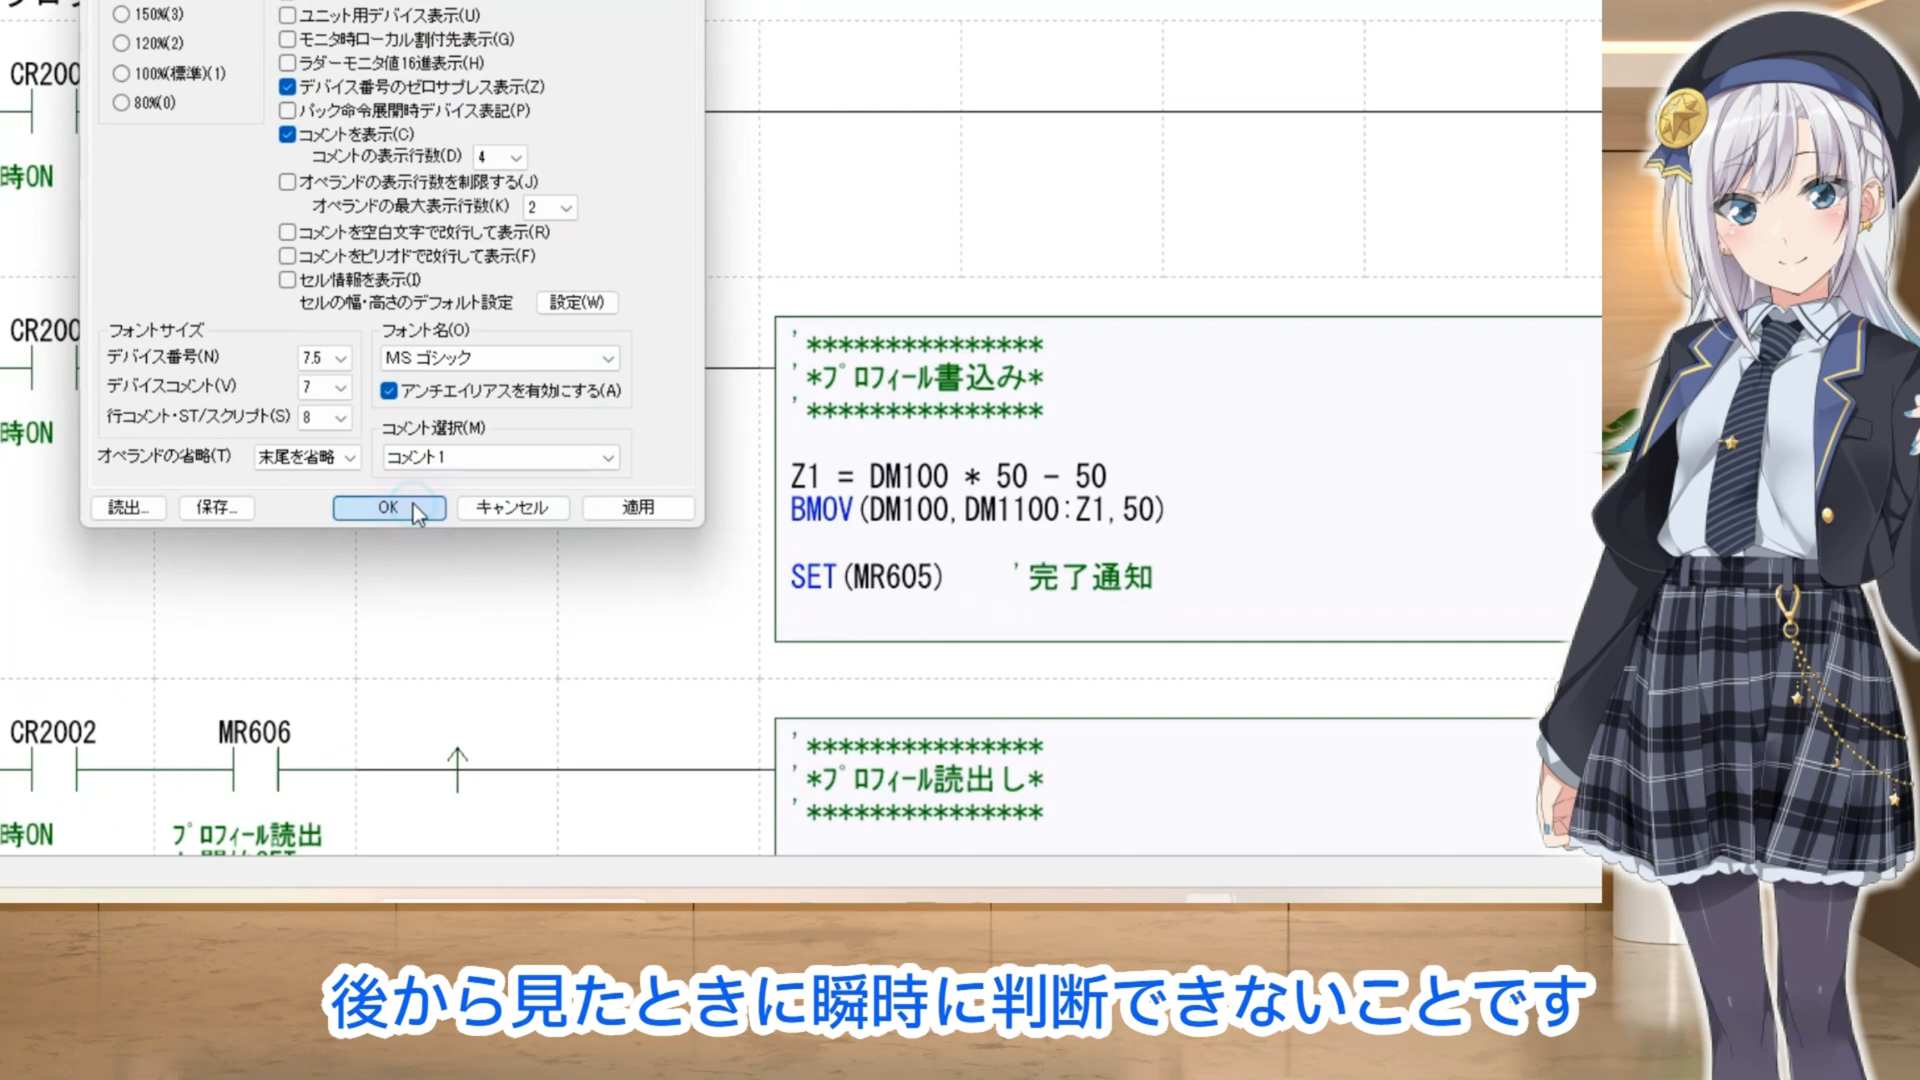 150%(3)
120%(2)
100%(標準)(1)
80%(0)
ユニット用デバイス表示(U)
モニタ時ローカル割付先表示(G)
ラダーモニタ値16進表示(H)
デバイス番号のゼロサプレス表示(Z)
パック命令展開時デバイス表記(P)
コメントを表示(C)
コメントの表示行数(D) 4
オペランドの表示行数を制限する(J)
オペランドの最大表示行数(K) 2
コメントを空白文字で改行して表示(R)
コメントをピリオドで改行して表示(F)
セル情報を表示(I)
セルの幅・高さのデフォルト設定 設定(W)
フォントサイズ
デバイス番号(N) 7.5
デバイスコメント(V) 7
行コメント・ST/スクリプト(S) 8
フォント名(O)
MS ゴシック
アンチエイリアスを有効にする(A)
コメント選択(M)
コメント1
オペランドの省略(T) 末尾を省略
読出... 保存... OK キャンセル 適用
CR200
時ON
CR200
時ON
' ***************
' *プロフィール書込み*
' ***************
Z1 = DM100 * 50 - 50
BMOV(DM100,DM1100:Z1,50)
SET(MR605) '完了通知
CR2002 MR606
時ON プロフィール読出
' ***************
' *プロフィール読出し*
' ***************
後から見たときに瞬時に判断できないことです